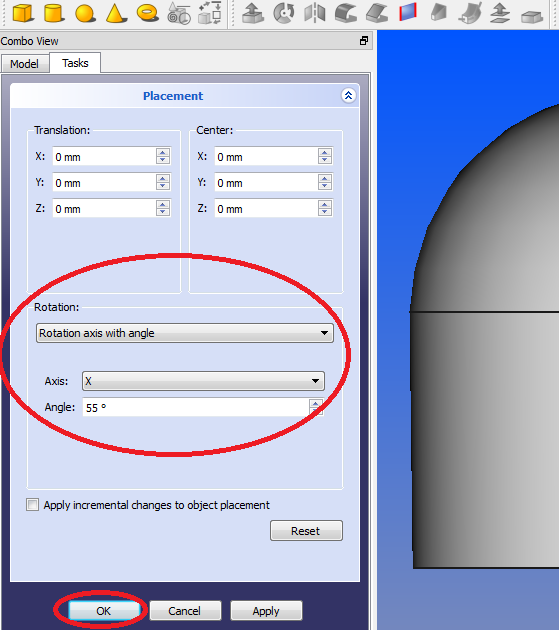 Combo View
Model Tasks
Placement
Translation: Center:
X: 0 mm X: 0 mm
Y: 0 mm Y: 0 mm
Z: 0 mm Z: 0 mm
Rotation:
Rotation axis with angle
Axis: X
Angle: 55 °
Apply incremental changes to object placement
Reset
OK Cancel Apply